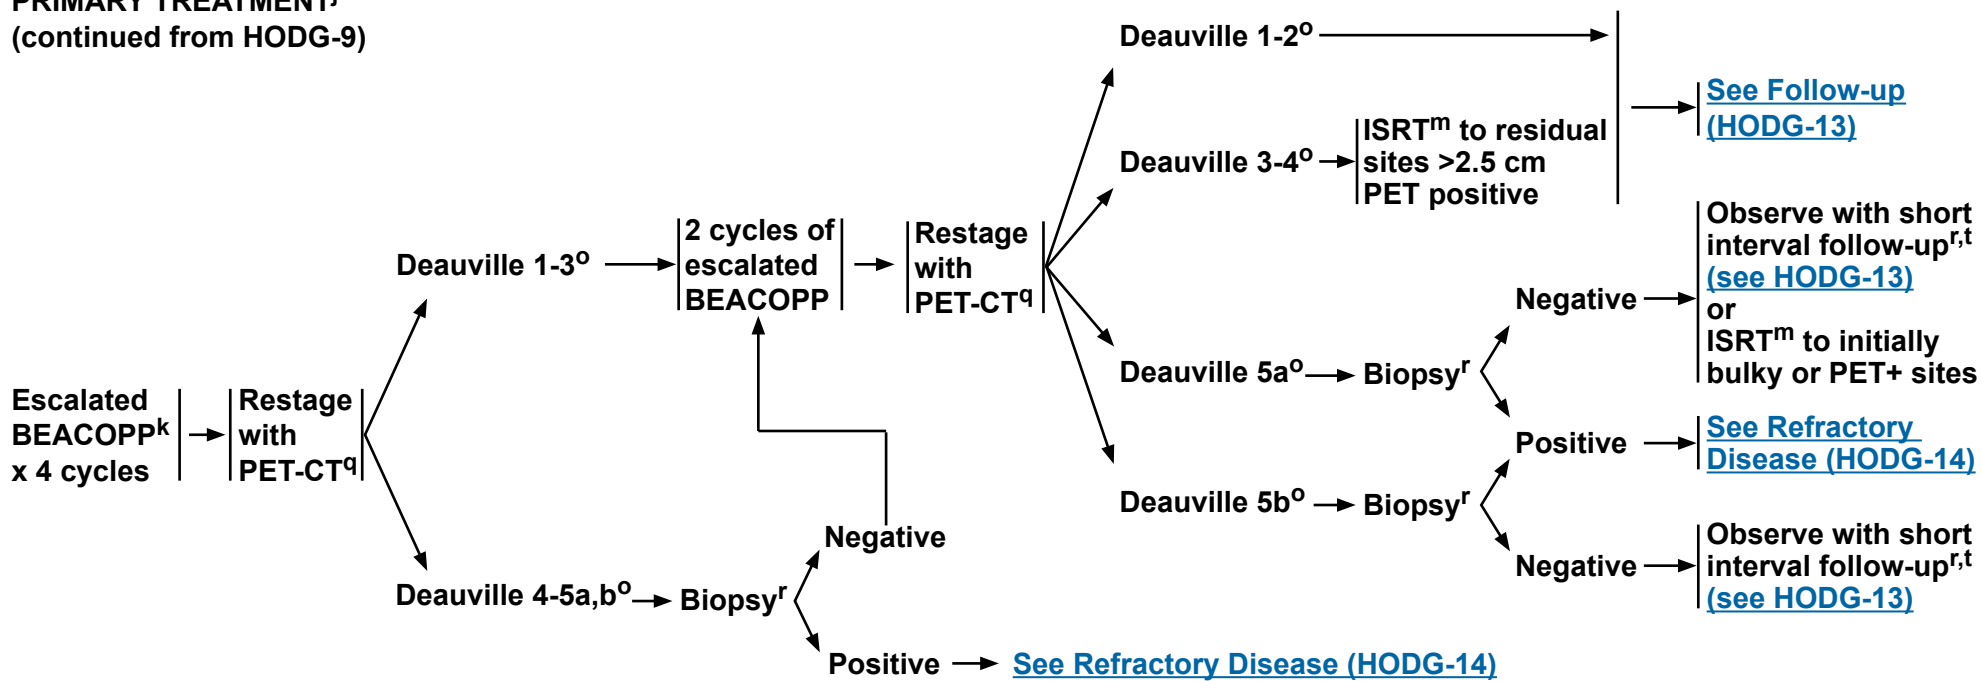 PRIMARY TREATMENT
(continued from HODG-9)
Escalated
BEACOPPᵏ
x 4 cycles
Restage
with
PET-CTq
Deauville 1-3ᵒ
2 cycles of
escalated
BEACOPP
Restage
with
PET-CTq
Deauville 4-5a,bᵒ
Biopsyʳ
Negative
Positive
See Refractory Disease (HODG-14)
Deauville 1-2ᵒ
Deauville 3-4ᵒ
ISRTᵐ to residual
sites >2.5 cm
PET positive
See Follow-up
(HODG-13)
Deauville 5aᵒ
Biopsyʳ
Negative
Observe with short
interval follow-upʳ,ᵗ
(see HODG-13)
or
ISRTᵐ to initially
bulky or PET+ sites
Positive
See Refractory
Disease (HODG-14)
Deauville 5bᵒ
Biopsyʳ
Negative
Observe with short
interval follow-upʳ,ᵗ
(see HODG-13)